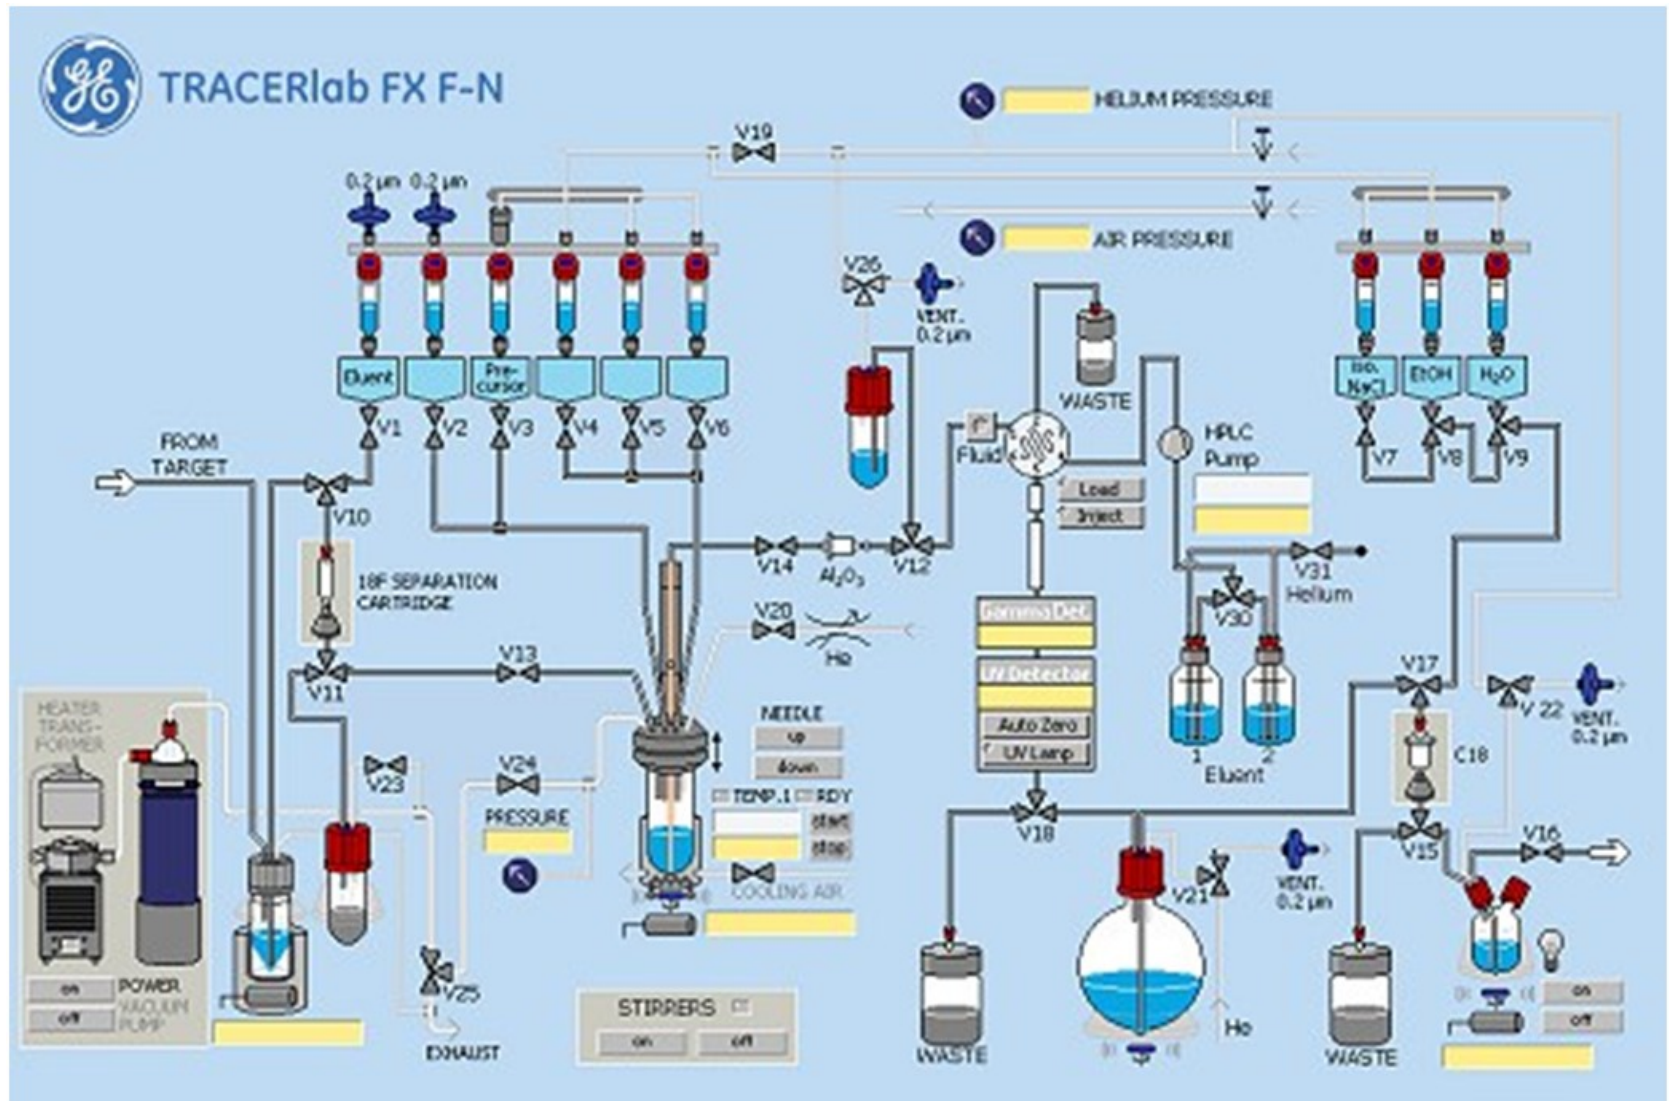 GE TRACERlab FX F-N
HELIUM PRESSURE
V19
0.2 µm 0.2 µm
AIR PRESSURE
V26
VENT.
0.2 µm
Eluent
Pre-
cursor
WASTE
Iso.
NaCl
EtOH
H2O
V1
V2
V3
V4
V5
V6
FROM
TARGET
Fluid
HPLC
Pump
V7
V8
V9
Load
Inject
V10
V14
Al2O3
V12
V31
Helium
18F SEPARATION
CARTRIDGE
V20
He
GammaDet.
V30
V13
V11
UV Detector
V17
HEATER
TRANS-
FORMER
NEEDLE
up
down
Auto Zero
UV Lamp
1
2
Eluent
V22
VENT.
0.2 µm
V23
V24
C18
TEMP.1
RDY
PRESSURE
start
stop
V18
V15
V16
COOLING AIR
V21
VENT.
0.2 µm
on
POWER
off
VACUUM
PUMP
V25
STIRRERS
on
off
EXHAUST
WASTE
He
WASTE
on
off